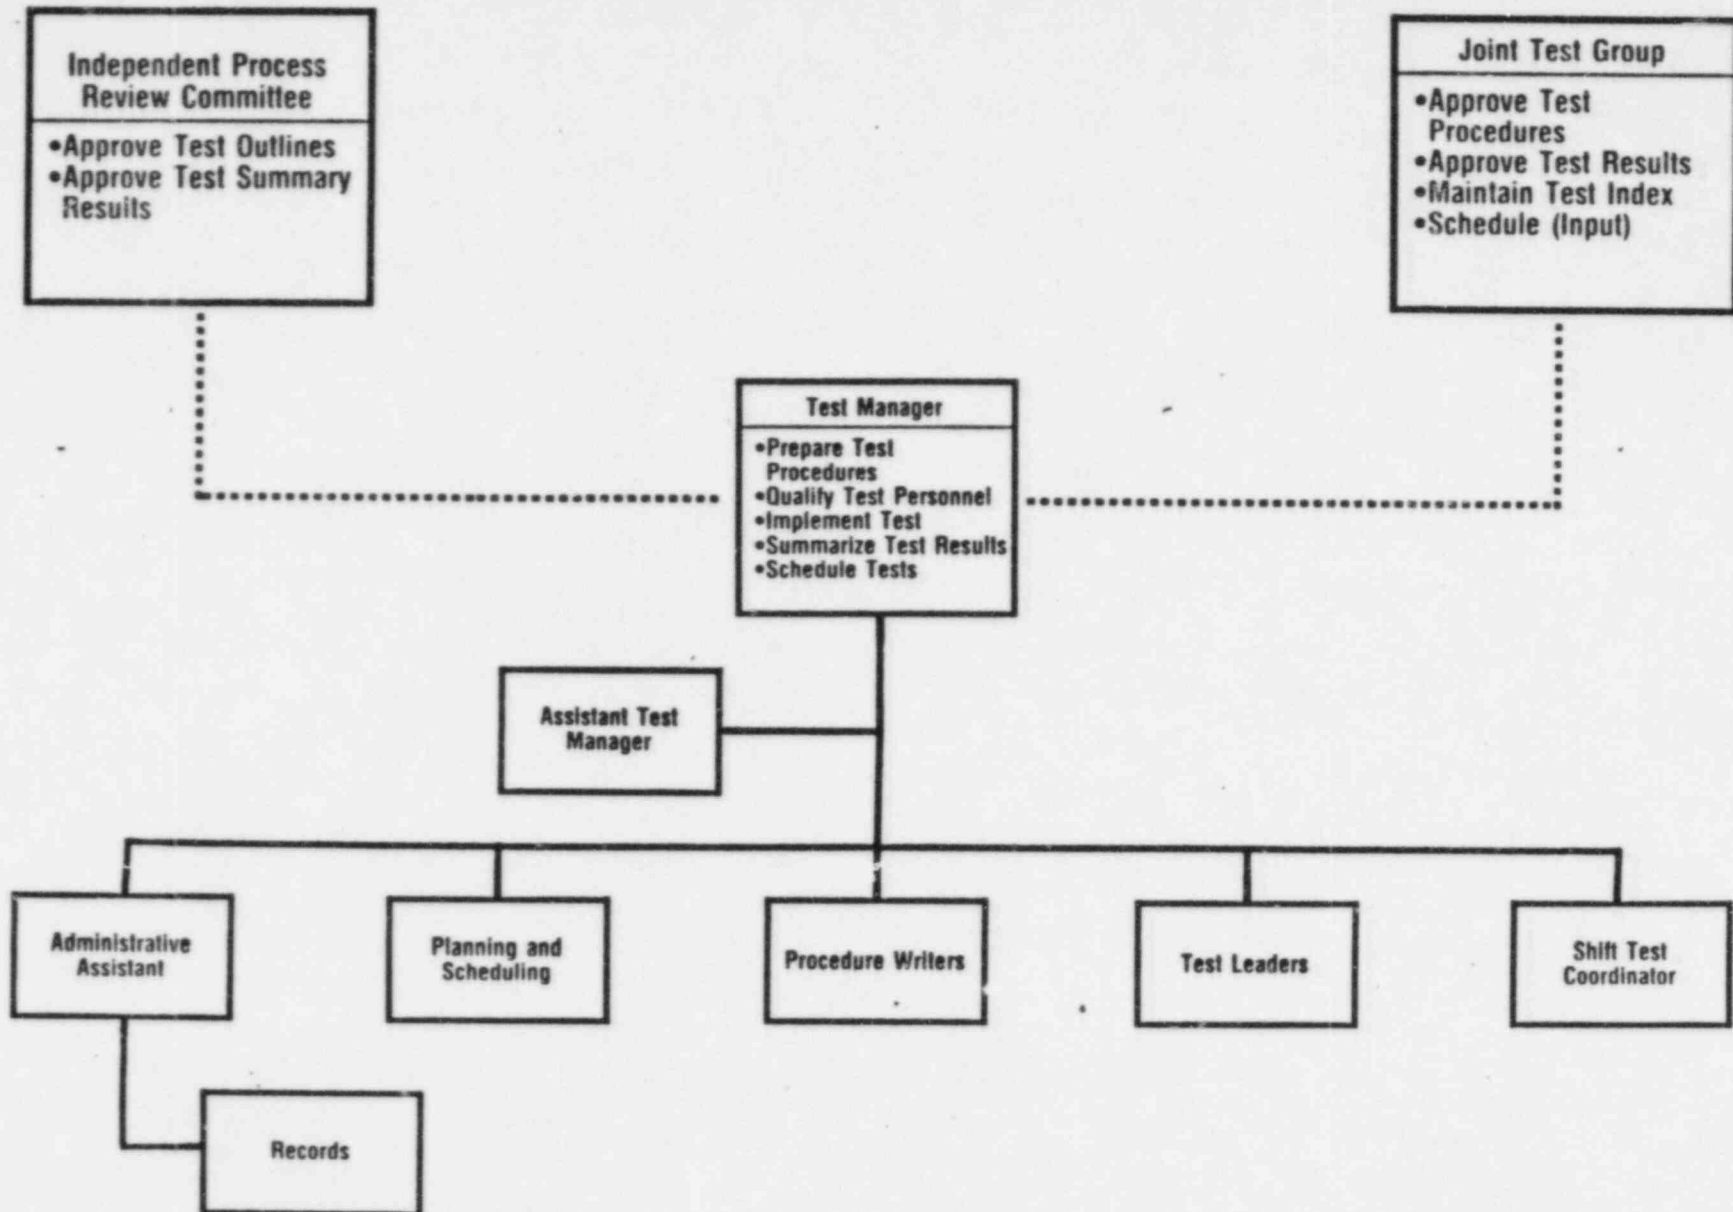 Independent Process
Review Committee
•Approve Test Outlines
•Approve Test Summary
Results
Joint Test Group
•Approve Test
Procedures
•Approve Test Results
•Maintain Test Index
•Schedule (Input)
Test Manager
•Prepare Test
Procedures
•Qualify Test Personnel
•Implement Test
•Summarize Test Results
•Schedule Tests
Assistant Test
Manager
Administrative
Assistant
Planning and
Scheduling
Procedure Writers
Test Leaders
Shift Test
Coordinator
Records